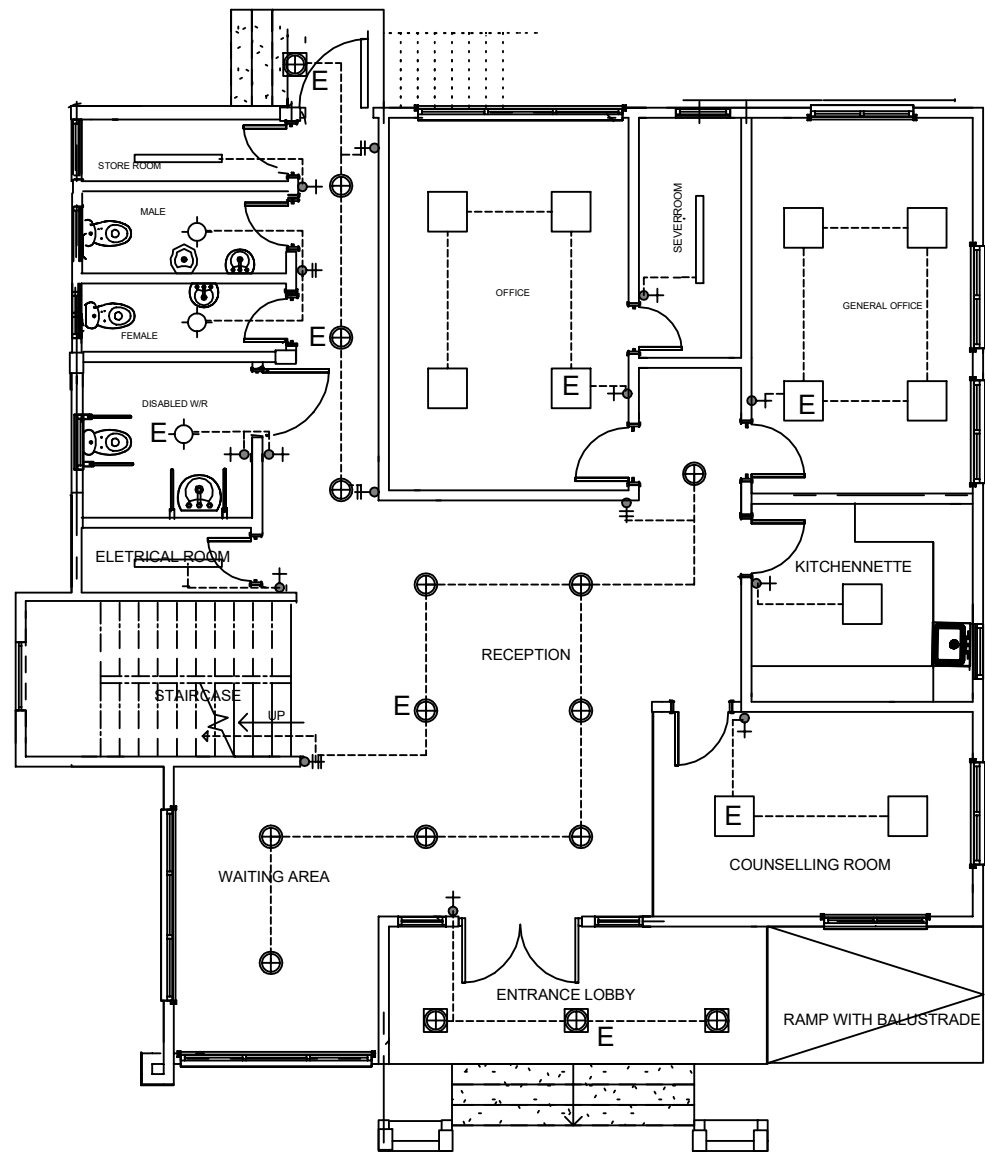 E
STORE ROOM
MALE
SEVERROOM
OFFICE
GENERAL OFFICE
E
FEMALE
E
E
DISABLED W/R
E
ELETRICAL ROOM
KITCHENNETTE
RECEPTION
STAIRCASE
E
UP
E
COUNSELLING ROOM
WAITING AREA
ENTRANCE LOBBY
RAMP WITH BALUSTRADE
E